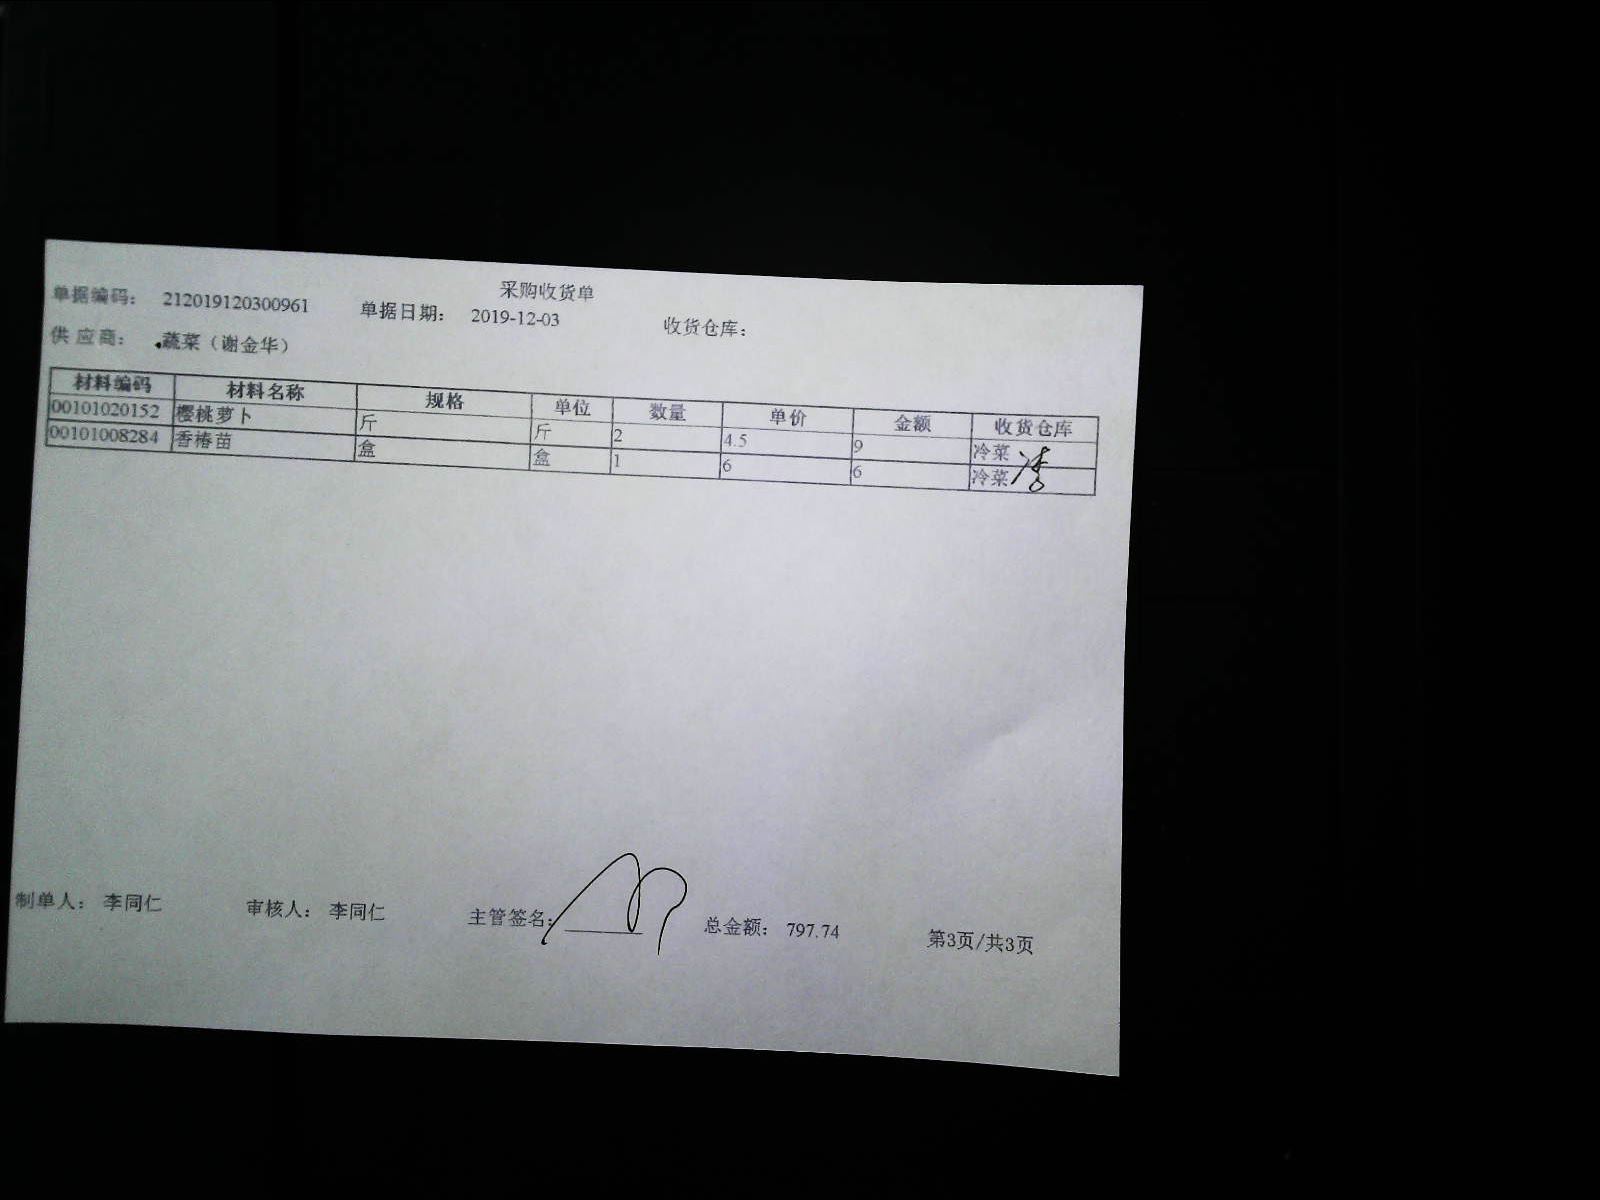 采购收货单
单据编码： 212019120300961 单据日期： 2019-12-03 收货仓库：
供 应 商： 蔬菜（谢金华）
材料编码 材料名称 规格 单位 数量 单价 金额 收货仓库
00101020152 樱桃萝卜 斤 斤 2 4.5 9 冷菜
00101008284 香椿苗 盒 盒 1 6 6 冷菜
制单人： 李同仁 审核人： 李同仁 主管签名： 总金额： 797.74 第3页/共3页